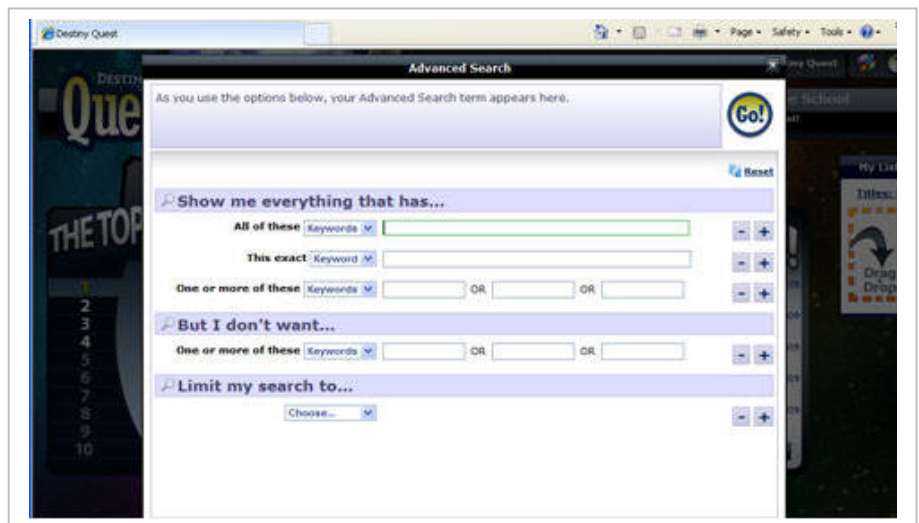 Destiny Quest
Page Safety Tools
Advanced Search
As you use the options below, your Advanced Search term appears here.
Go!
Reset
Show me everything that has...
All of these Keywords
- +
This exact Keyword
- +
One or more of these Keywords OR OR
- +
But I don't want...
One or more of these Keywords OR OR
- +
Limit my search to...
Choose...
- +
DESTIN
Que
THE TOP
1
2
3
4
5
6
7
8
9
10
School
My List
Titles:
Drag
Drop